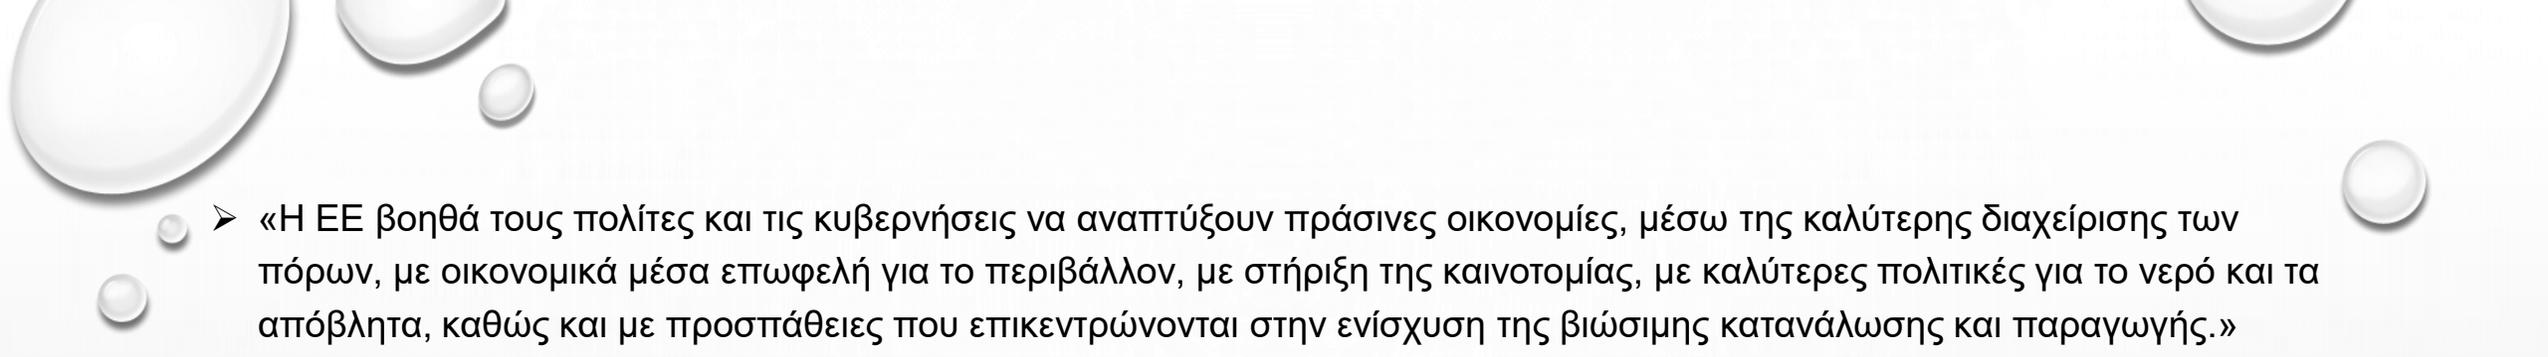 ➢ «Η ΕΕ βοηθά τους πολίτες και τις κυβερνήσεις να αναπτύξουν πράσινες οικονομίες, μέσω της καλύτερης διαχείρισης των
πόρων, με οικονομικά μέσα επωφελή για το περιβάλλον, με στήριξη της καινοτομίας, με καλύτερες πολιτικές για το νερό και τα
απόβλητα, καθώς και με προσπάθειες που επικεντρώνονται στην ενίσχυση της βιώσιμης κατανάλωσης και παραγωγής.»